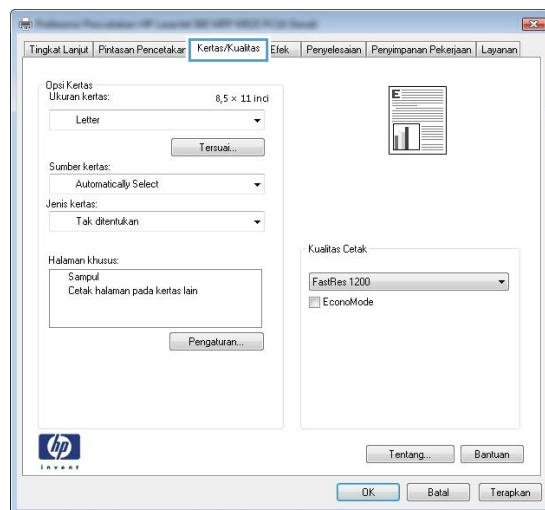 Tingkat Lanjut Pintasan Pencetakan Kertas/Kualitas Efek Penyelesaian Penyimpanan Pekerjaan Layanan
Opsi Kertas
Ukuran kertas: 8,5 × 11 inci
Letter
Tersuai...
Sumber kertas:
Automatically Select
Jenis kertas:
Tak ditentukan
Halaman khusus:
Sampul
Cetak halaman pada kertas lain
Pengaturan...
E
Kualitas Cetak
FastRes 1200
EconoMode
hp
invent
Tentang... Bantuan
OK Batal Terapkan